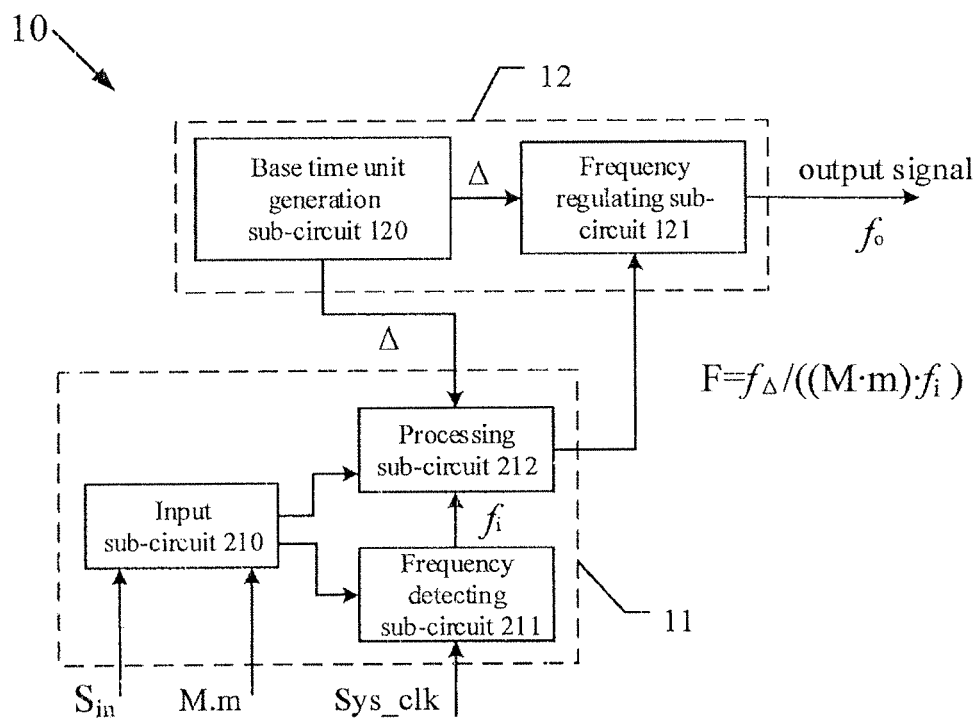 10
12
Base time unit
generation
sub-circuit 120
Δ
Frequency
regulating sub-
circuit 121
output signal
fo
Δ
F=fΔ/((M·m)·fi )
Processing
sub-circuit 212
Input
sub-circuit 210
fi
Frequency
detecting
sub-circuit 211
11
Sin
M.m
Sys_clk